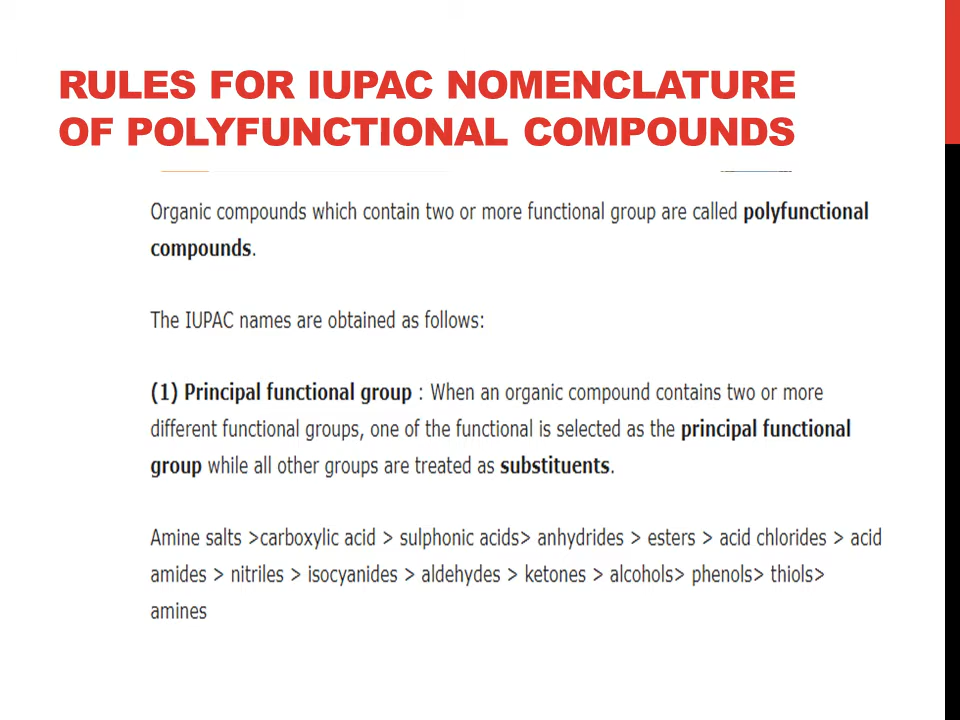 RULES FOR IUPAC NOMENCLATURE
OF POLYFUNCTIONAL COMPOUNDS
Organic compounds which contain two or more functional group are called polyfunctional
compounds.
The IUPAC names are obtained as follows:
(1) Principal functional group : When an organic compound contains two or more
different functional groups, one of the functional is selected as the principal functional
group while all other groups are treated as substituents.
Amine salts >carboxylic acid > sulphonic acids> anhydrides > esters > acid chlorides > acid
amides > nitriles > isocyanides > aldehydes > ketones > alcohols> phenols> thiols>
amines